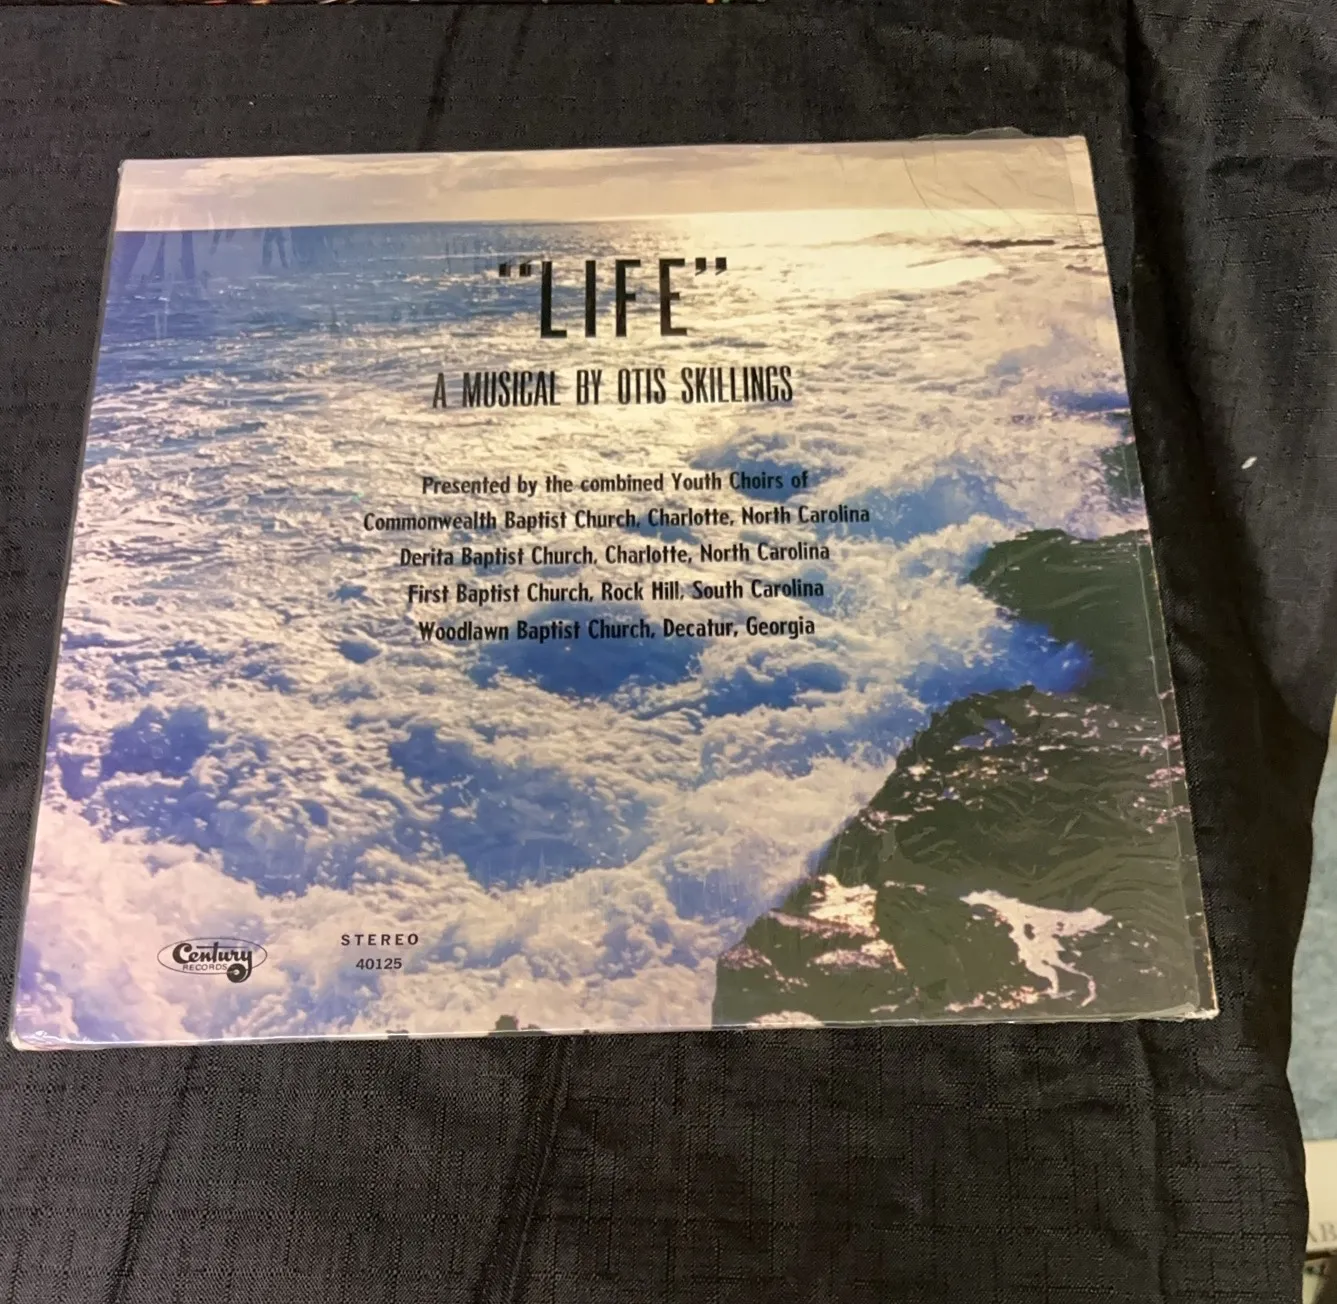 "LIFE"
A MUSICAL BY OTIS SKILLINGS
Presented by the combined Youth Choirs of
Commonwealth Baptist Church, Charlotte, North Carolina
Derita Baptist Church, Charlotte, North Carolina
First Baptist Church, Rock Hill, South Carolina
Woodlawn Baptist Church, Decatur, Georgia
Century
RECORDS
STEREO
40125